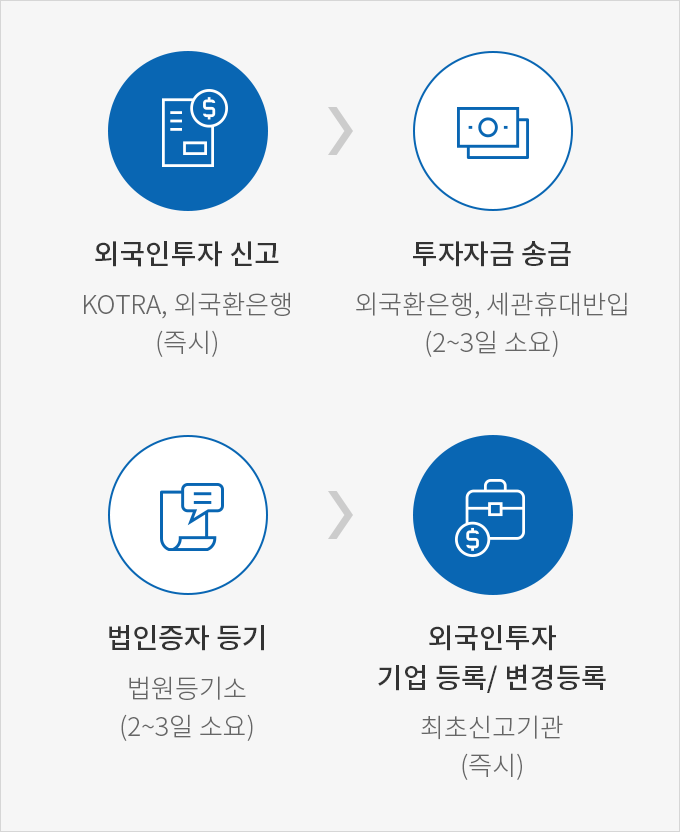 외국인투자 신고
KOTRA, 외국환은행
(즉시)
투자자금 송금
외국환은행, 세관휴대반입
(2~3일 소요)
법인증자 등기
법원등기소
(2~3일 소요)
외국인투자
기업 등록/ 변경등록
최초신고기관
(즉시)